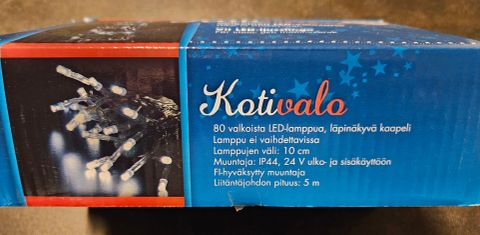 Kotivalo
80 valkoista LED-lamppua, läpinäkyvä kaapeli
Lamppu ei vaihdettavissa
Lamppujen väli: 10 cm
Muuntaja: IP44, 24 V ulko- ja sisäkäyttöön
FI-hyväksytty muuntaja
Liitäntäjohdon pituus: 5 m